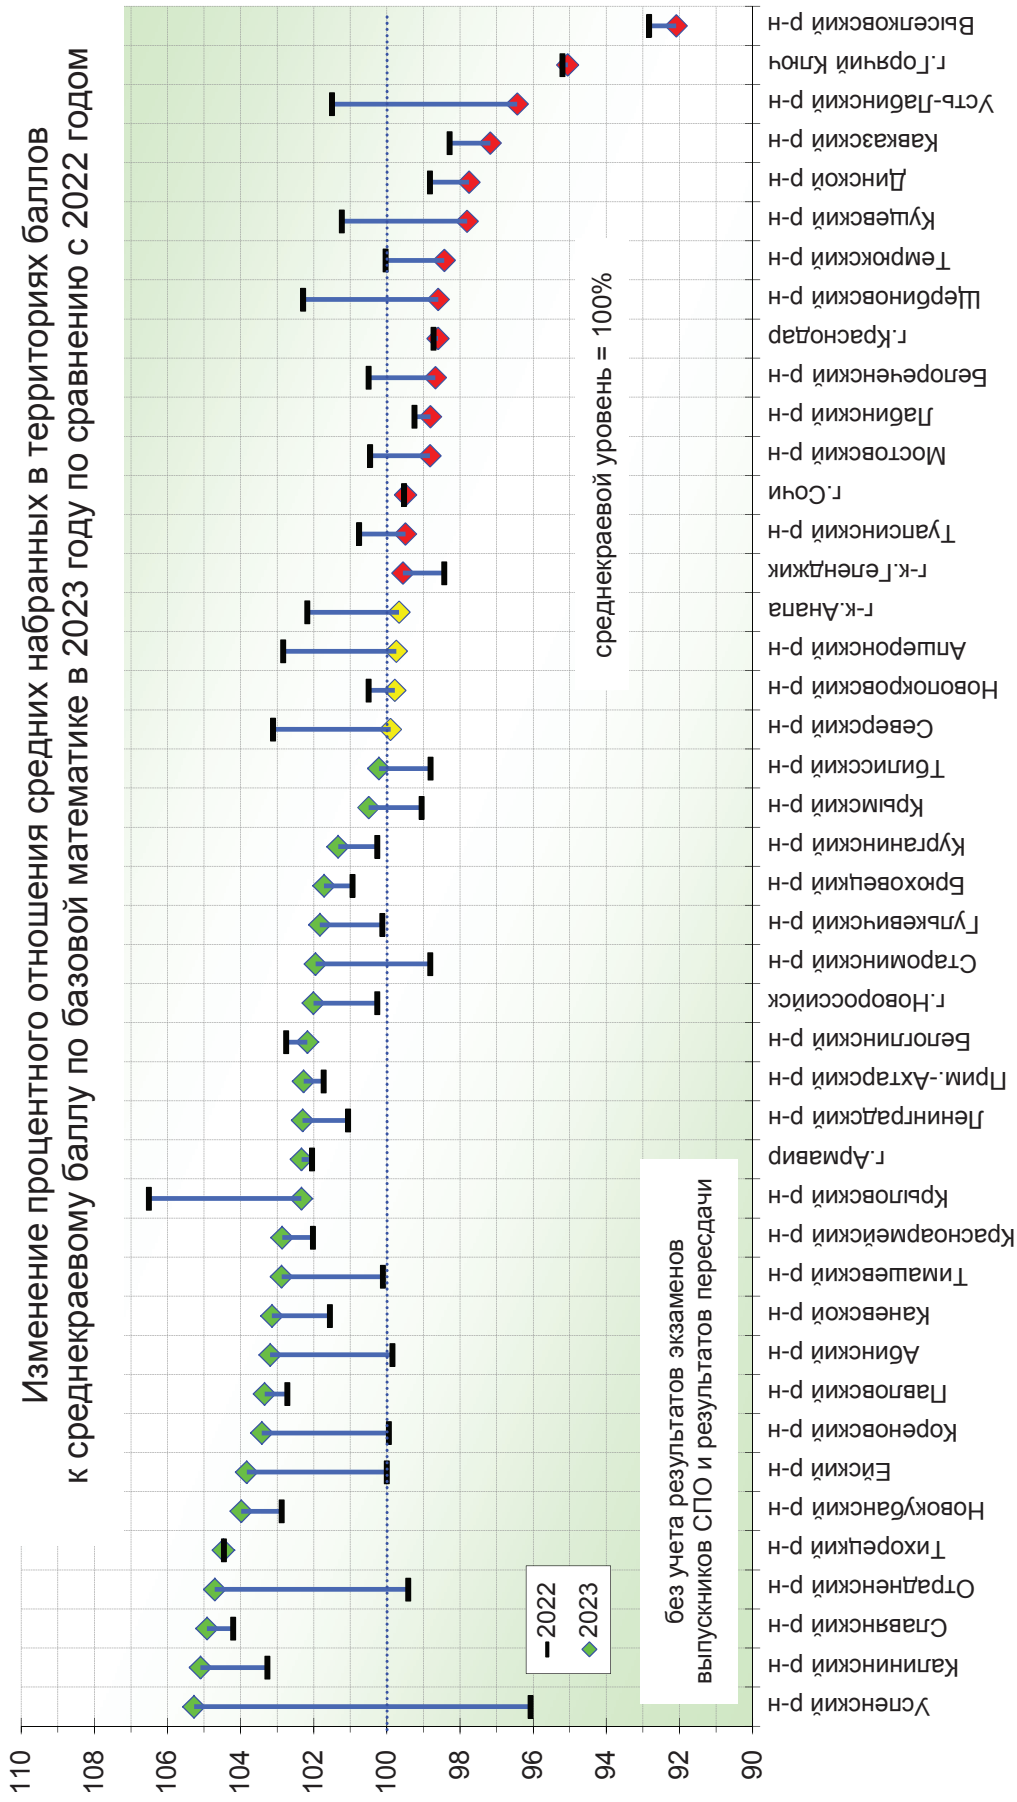 Изменение процентного отношения средних набранных в территориях баллов
к среднекраевому баллу по базовой математике в 2023 году по сравнению с 2022 годом
110
108
106
104
102
100
98
96
94
92
90
среднекраевой уровень = 100%
2022
2023
без учета результатов экзаменов
выпускников СПО и результатов пересдачи
Успенский р-н
Калининский р-н
Славянский р-н
Отрадненский р-н
Тихорецкий р-н
Новокубанский р-н
Ейский р-н
Кореновский р-н
Павловский р-н
Абинский р-н
Каневской р-н
Тимашевский р-н
Красноармейский р-н
Крыловский р-н
г.Армавир
Ленинградский р-н
Прим.-Ахтарский р-н
Белоглинский р-н
г.Новороссийск
Староминский р-н
Гулькевичский р-н
Брюховецкий р-н
Курганинский р-н
Крымский р-н
Тбилисский р-н
Северский р-н
Новопокровский р-н
Апшеронский р-н
г-к.Анапа
г-к.Геленджик
Туапсинский р-н
г.Сочи
Мостовский р-н
Лабинский р-н
Белореченский р-н
г.Краснодар
Щербиновский р-н
Темрюкский р-н
Кущевский р-н
Динской р-н
Кавказский р-н
Усть-Лабинский р-н
г.Горячий Ключ
Выселковский р-н